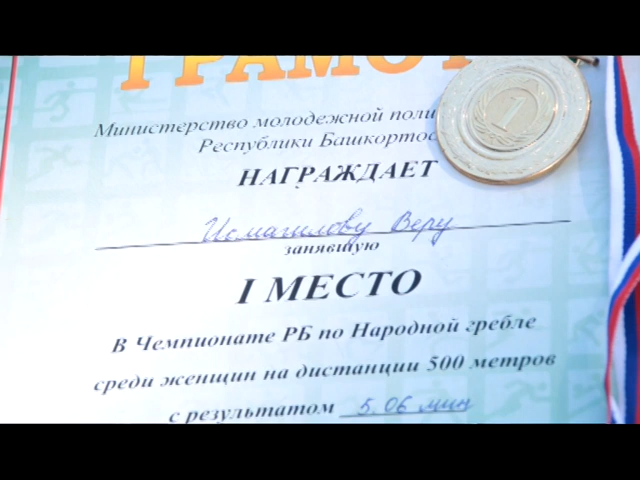 ГРАМОТ
Министерство молодежной поли
Республики Башкортос
НАГРАЖДАЕТ
Исмагилову Веру
занявшую
I МЕСТО
В Чемпионате РБ по Народной гребле
среди женщин на дистанции 500 метров
с результатом 5.06 мин
1